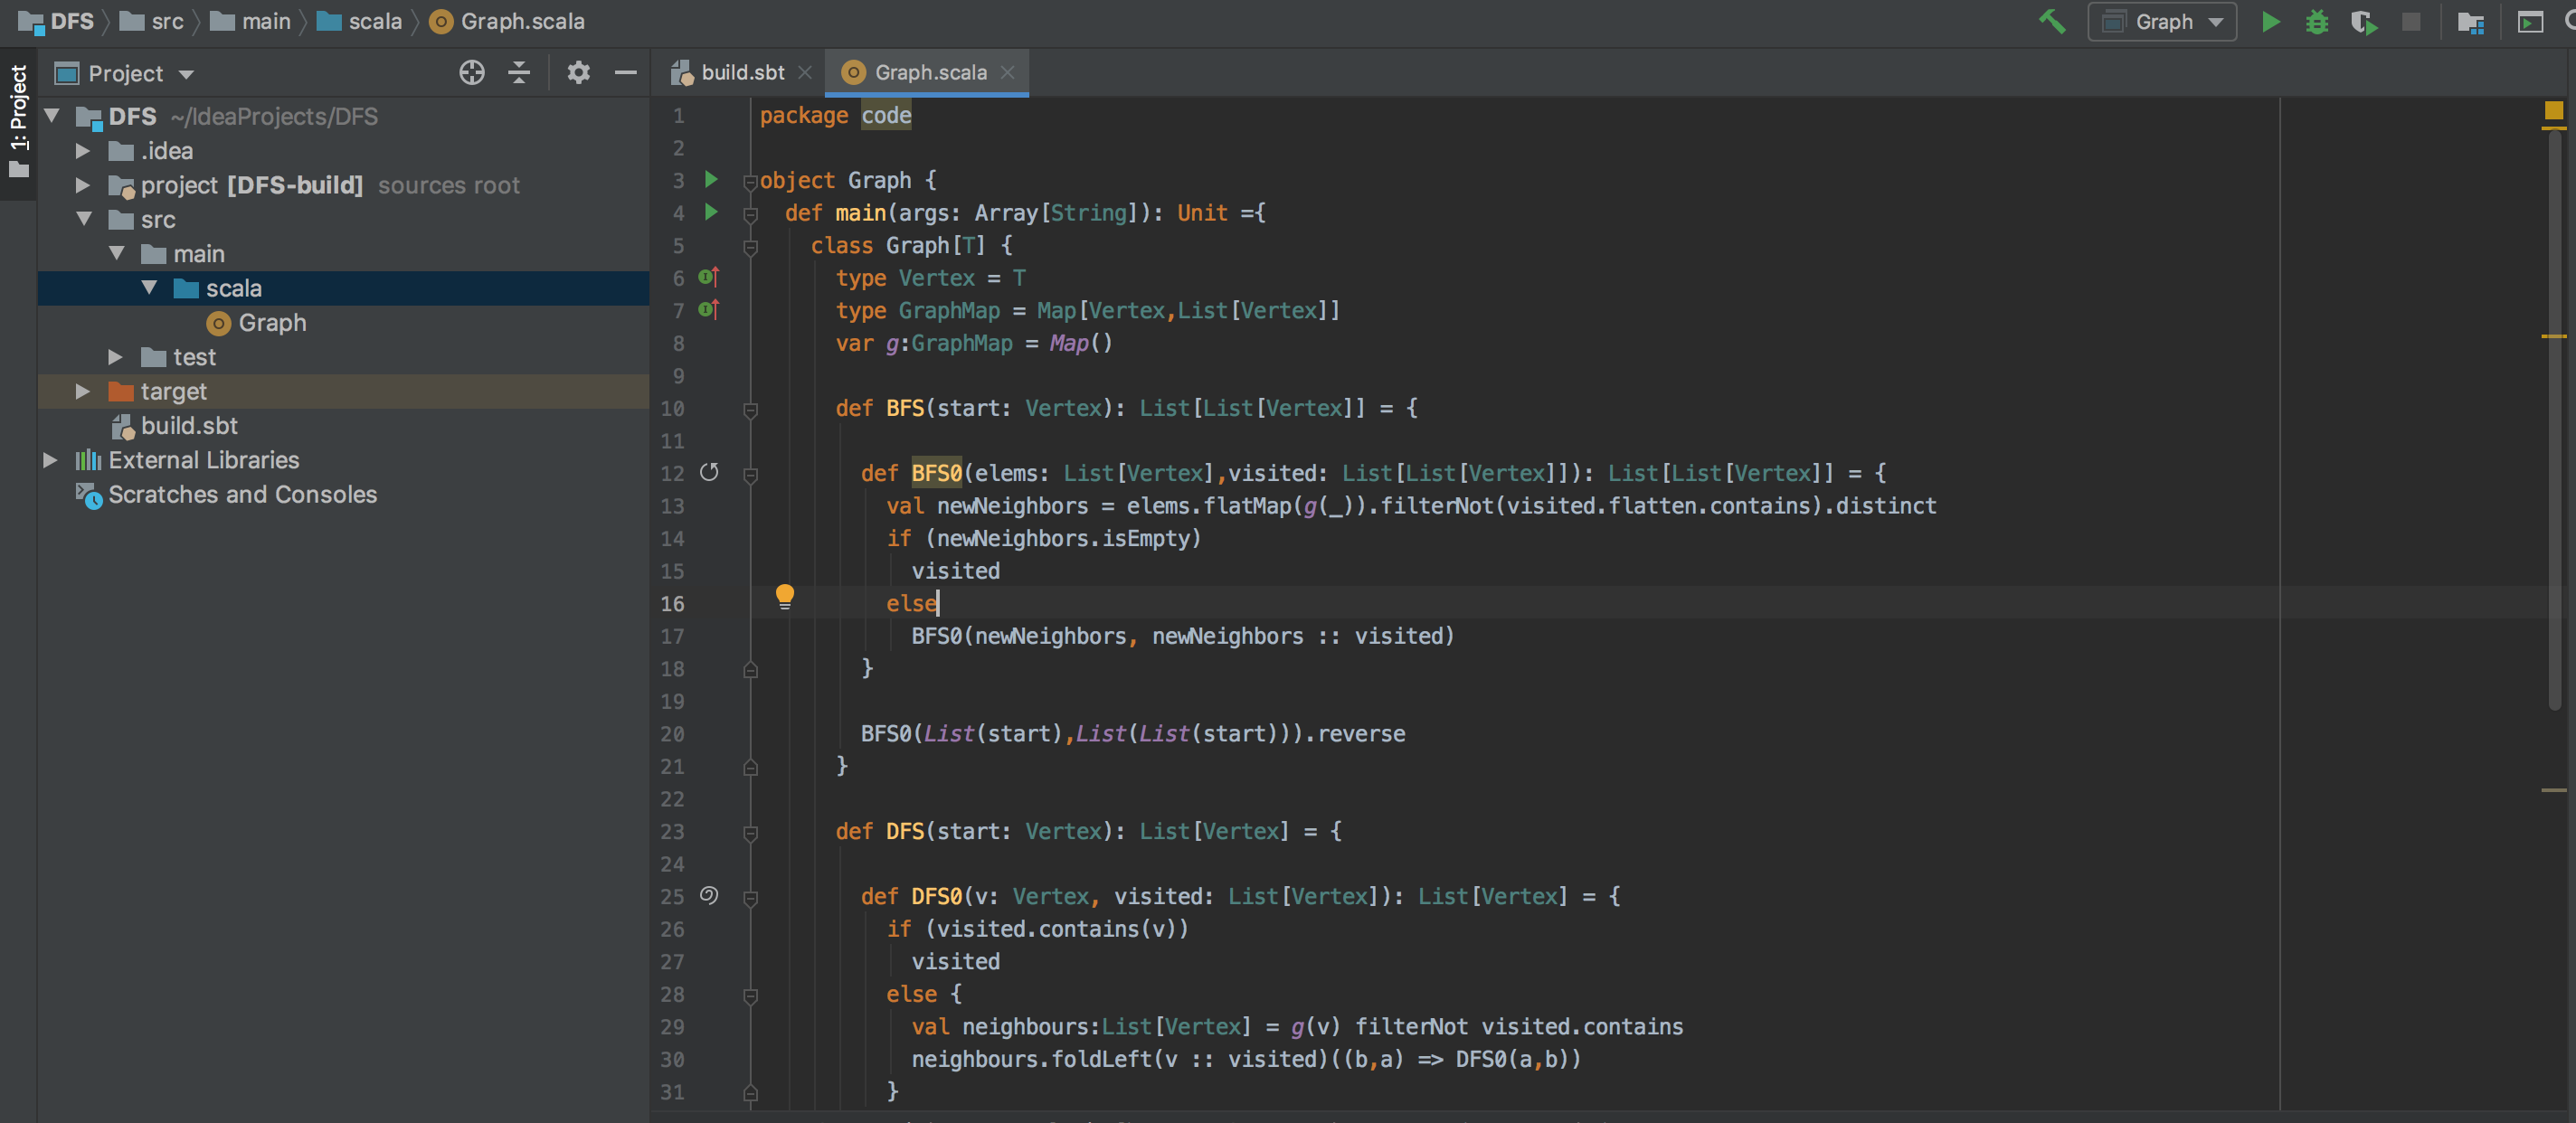 DFS src main scala Graph.scala
Graph
1: Project
Project
DFS ~/IdeaProjects/DFS
.idea
project [DFS-build] sources root
src
main
scala
Graph
test
target
build.sbt
External Libraries
Scratches and Consoles
build.sbt Graph.scala
1 package code
2
3 object Graph {
4 def main(args: Array[String]): Unit ={
5 class Graph[T] {
6 type Vertex = T
7 type GraphMap = Map[Vertex,List[Vertex]]
8 var g:GraphMap = Map()
9
10 def BFS(start: Vertex): List[List[Vertex]] = {
11
12 def BFS0(elems: List[Vertex],visited: List[List[Vertex]]): List[List[Vertex]] = {
13 val newNeighbors = elems.flatMap(g(_)).filterNot(visited.flatten.contains).distinct
14 if (newNeighbors.isEmpty)
15 visited
16 else
17 BFS0(newNeighbors, newNeighbors :: visited)
18 }
19
20 BFS0(List(start),List(List(start))).reverse
21 }
22
23 def DFS(start: Vertex): List[Vertex] = {
24
25 def DFS0(v: Vertex, visited: List[Vertex]): List[Vertex] = {
26 if (visited.contains(v))
27 visited
28 else {
29 val neighbours:List[Vertex] = g(v) filterNot visited.contains
30 neighbours.foldLeft(v :: visited)((b,a) => DFS0(a,b))
31 }